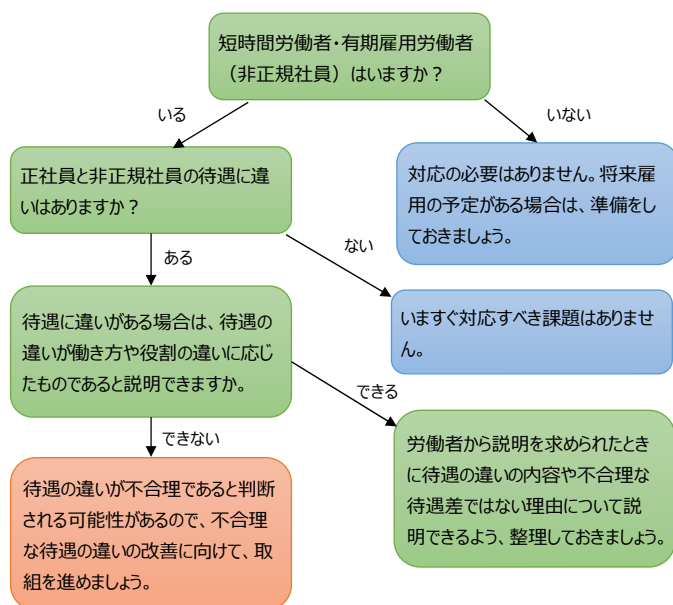 短時間労働者・有期雇用労働者
（非正規社員）はいますか？
いる
いない
正社員と非正規社員の待遇に違
いはありますか？
対応の必要はありません。将来雇
用の予定がある場合は、準備をし
ておきましょう。
ある
ない
待遇に違いがある場合は、待遇の
違いが働き方や役割の違いに応じ
たものであると説明できますか。
いますぐ対応すべき課題はありませ
ん。
できる
できない
労働者から説明を求められたとき
に待遇の違いの内容や不合理な
待遇差ではない理由について説
明できるよう、整理しておきましょう。
待遇の違いが不合理であると判断
される可能性があるので、不合理
な待遇の違いの改善に向けて、取
組を進めましょう。